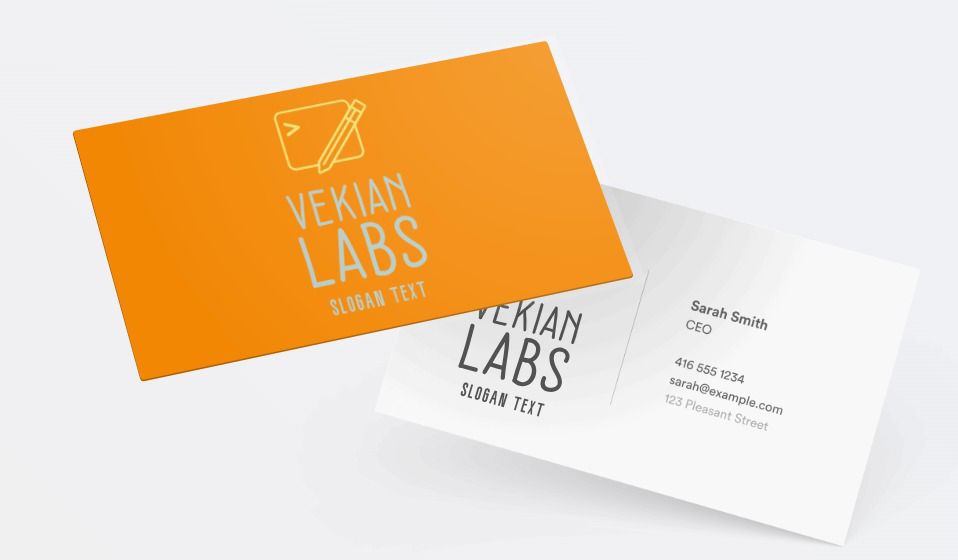 VEKIAN
LABS
SLOGAN TEXT
VEKIAN
LABS
SLOGAN TEXT
Sarah Smith
CEO
416 555 1234
sarah@example.com
123 Pleasant Street